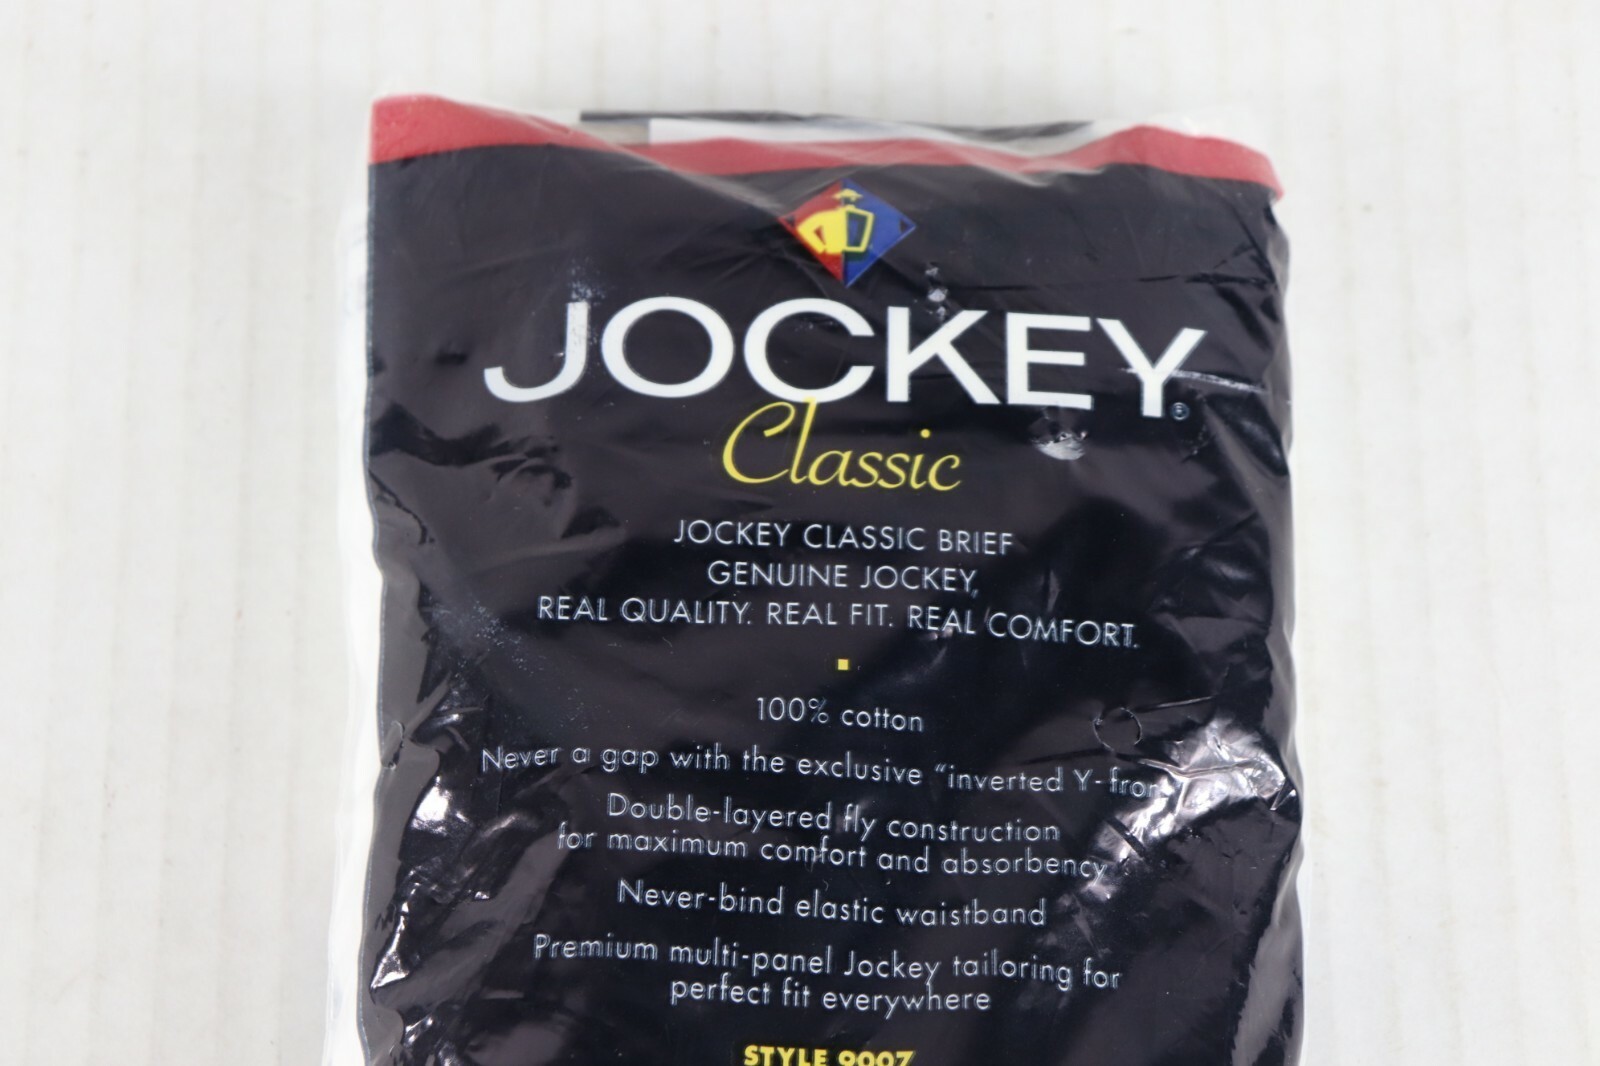 JOCKEY®
Classic
JOCKEY CLASSIC BRIEF
GENUINE JOCKEY,
REAL QUALITY. REAL FIT. REAL COMFORT.
100% cotton
Never a gap with the exclusive “inverted Y-fron
Double-layered fly construction
for maximum comfort and absorbency
Never-bind elastic waistband
Premium multi-panel Jockey tailoring for
perfect fit everywhere
STYLE 9007